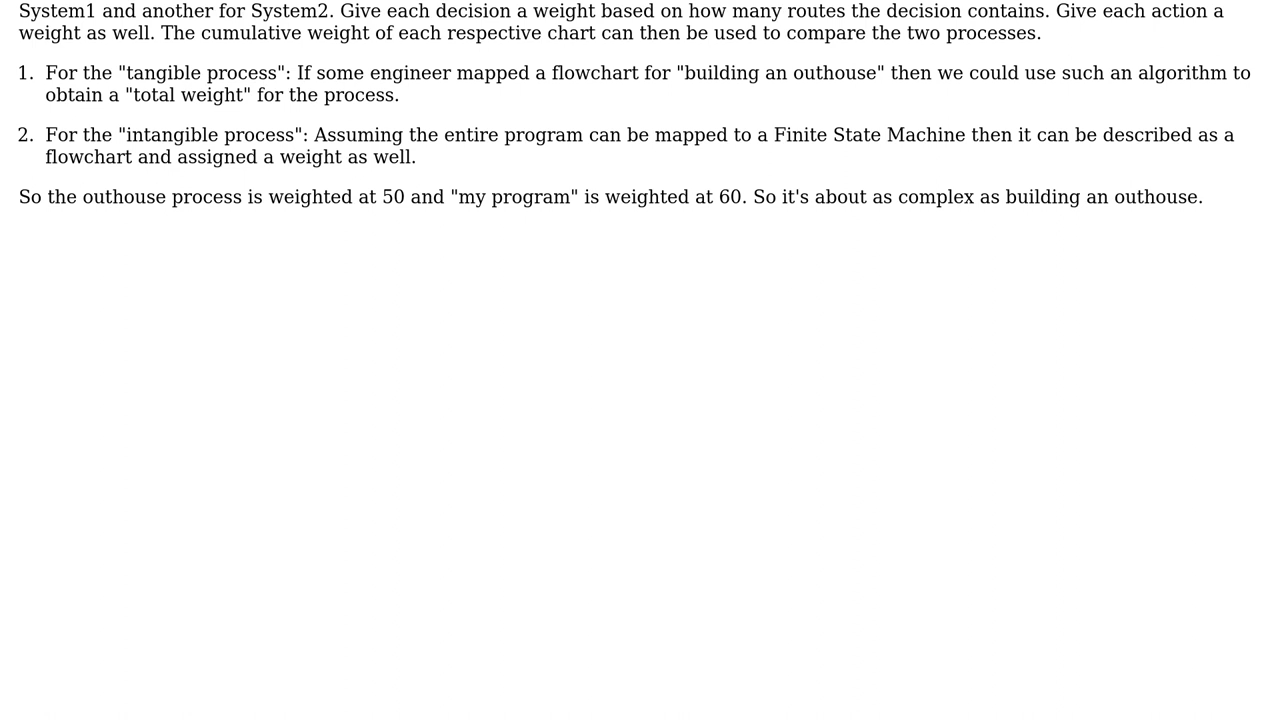 System1 and another for System2. Give each decision a weight based on how many routes the decision contains. Give each action a
weight as well. The cumulative weight of each respective chart can then be used to compare the two processes.
1. For the "tangible process": If some engineer mapped a flowchart for "building an outhouse" then we could use such an algorithm to
obtain a "total weight" for the process.
2. For the "intangible process": Assuming the entire program can be mapped to a Finite State Machine then it can be described as a
flowchart and assigned a weight as well.
So the outhouse process is weighted at 50 and "my program" is weighted at 60. So it's about as complex as building an outhouse.